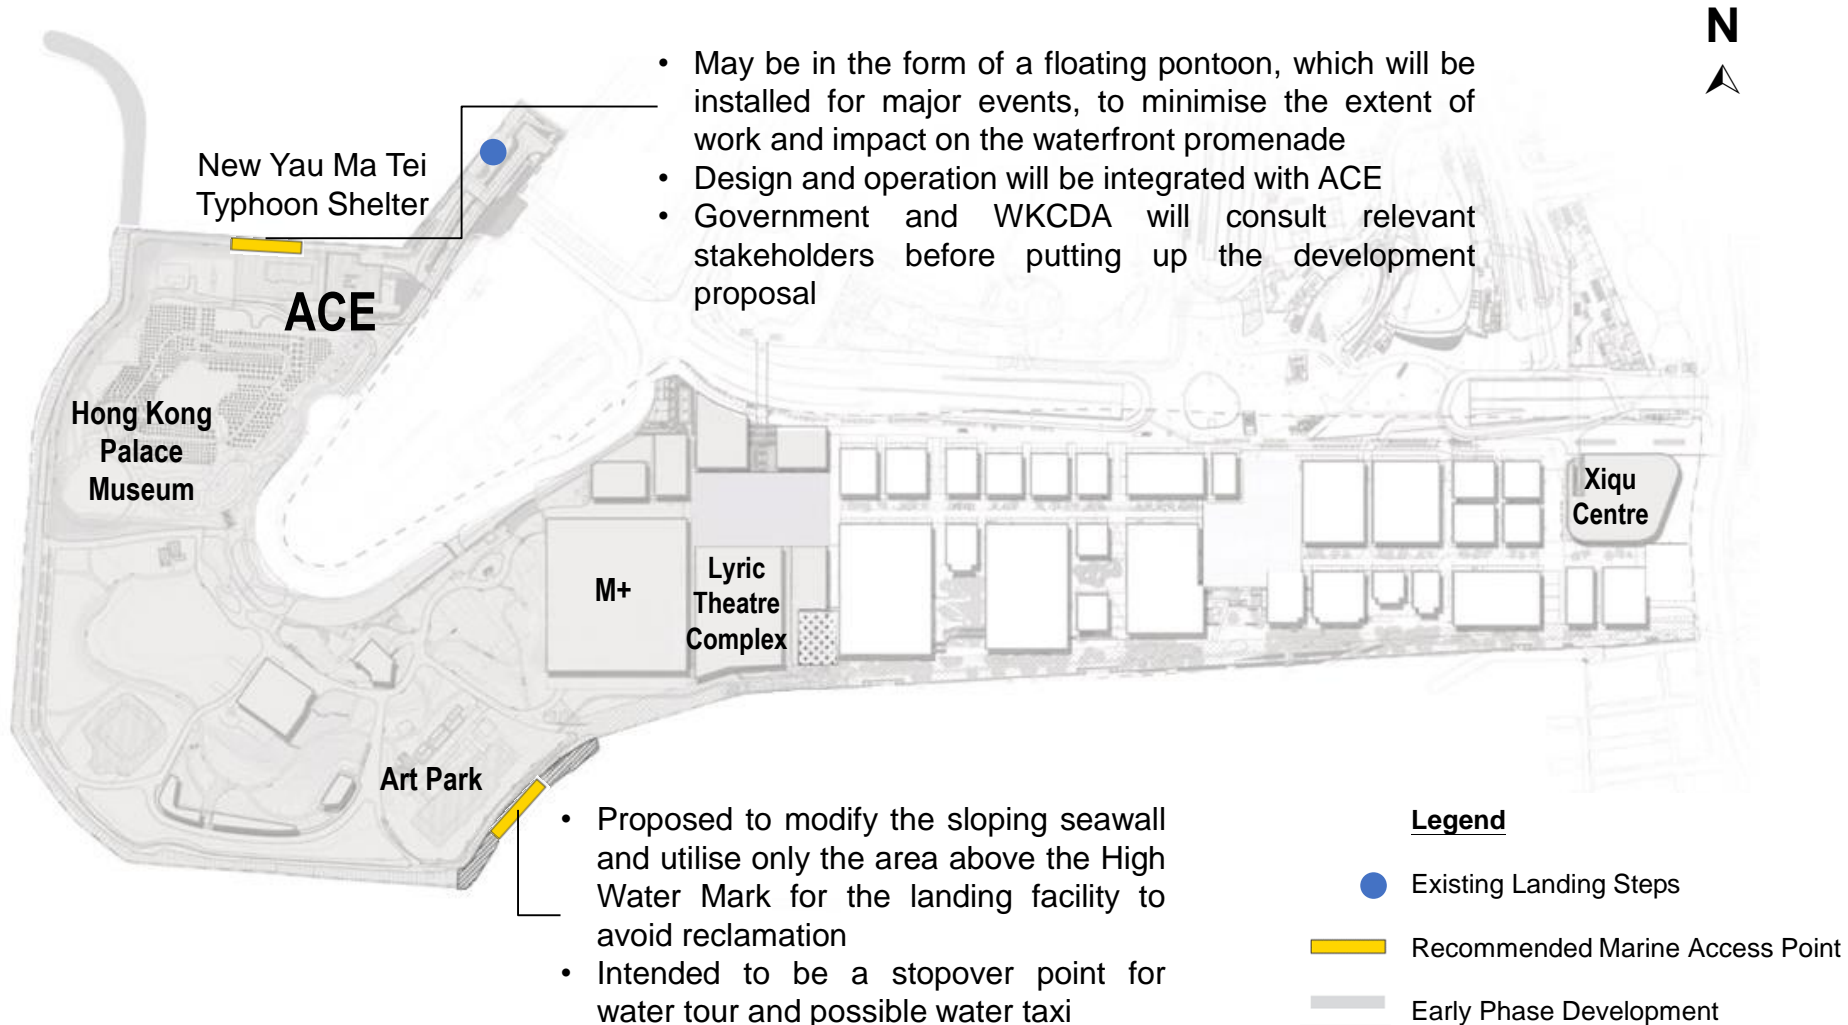 N
• May be in the form of a floating pontoon, which will be
installed for major events, to minimise the extent of
work and impact on the waterfront promenade
• Design and operation will be integrated with ACE
• Government and WKCDA will consult relevant
stakeholders before putting up the development
proposal
New Yau Ma Tei
Typhoon Shelter
ACE
Hong Kong
Palace
Museum
M+
Lyric
Theatre
Complex
Xiqu
Centre
Art Park
• Proposed to modify the sloping seawall
and utilise only the area above the High
Water Mark for the landing facility to
avoid reclamation
• Intended to be a stopover point for
water tour and possible water taxi
Legend
Existing Landing Steps
Recommended Marine Access Point
Early Phase Development